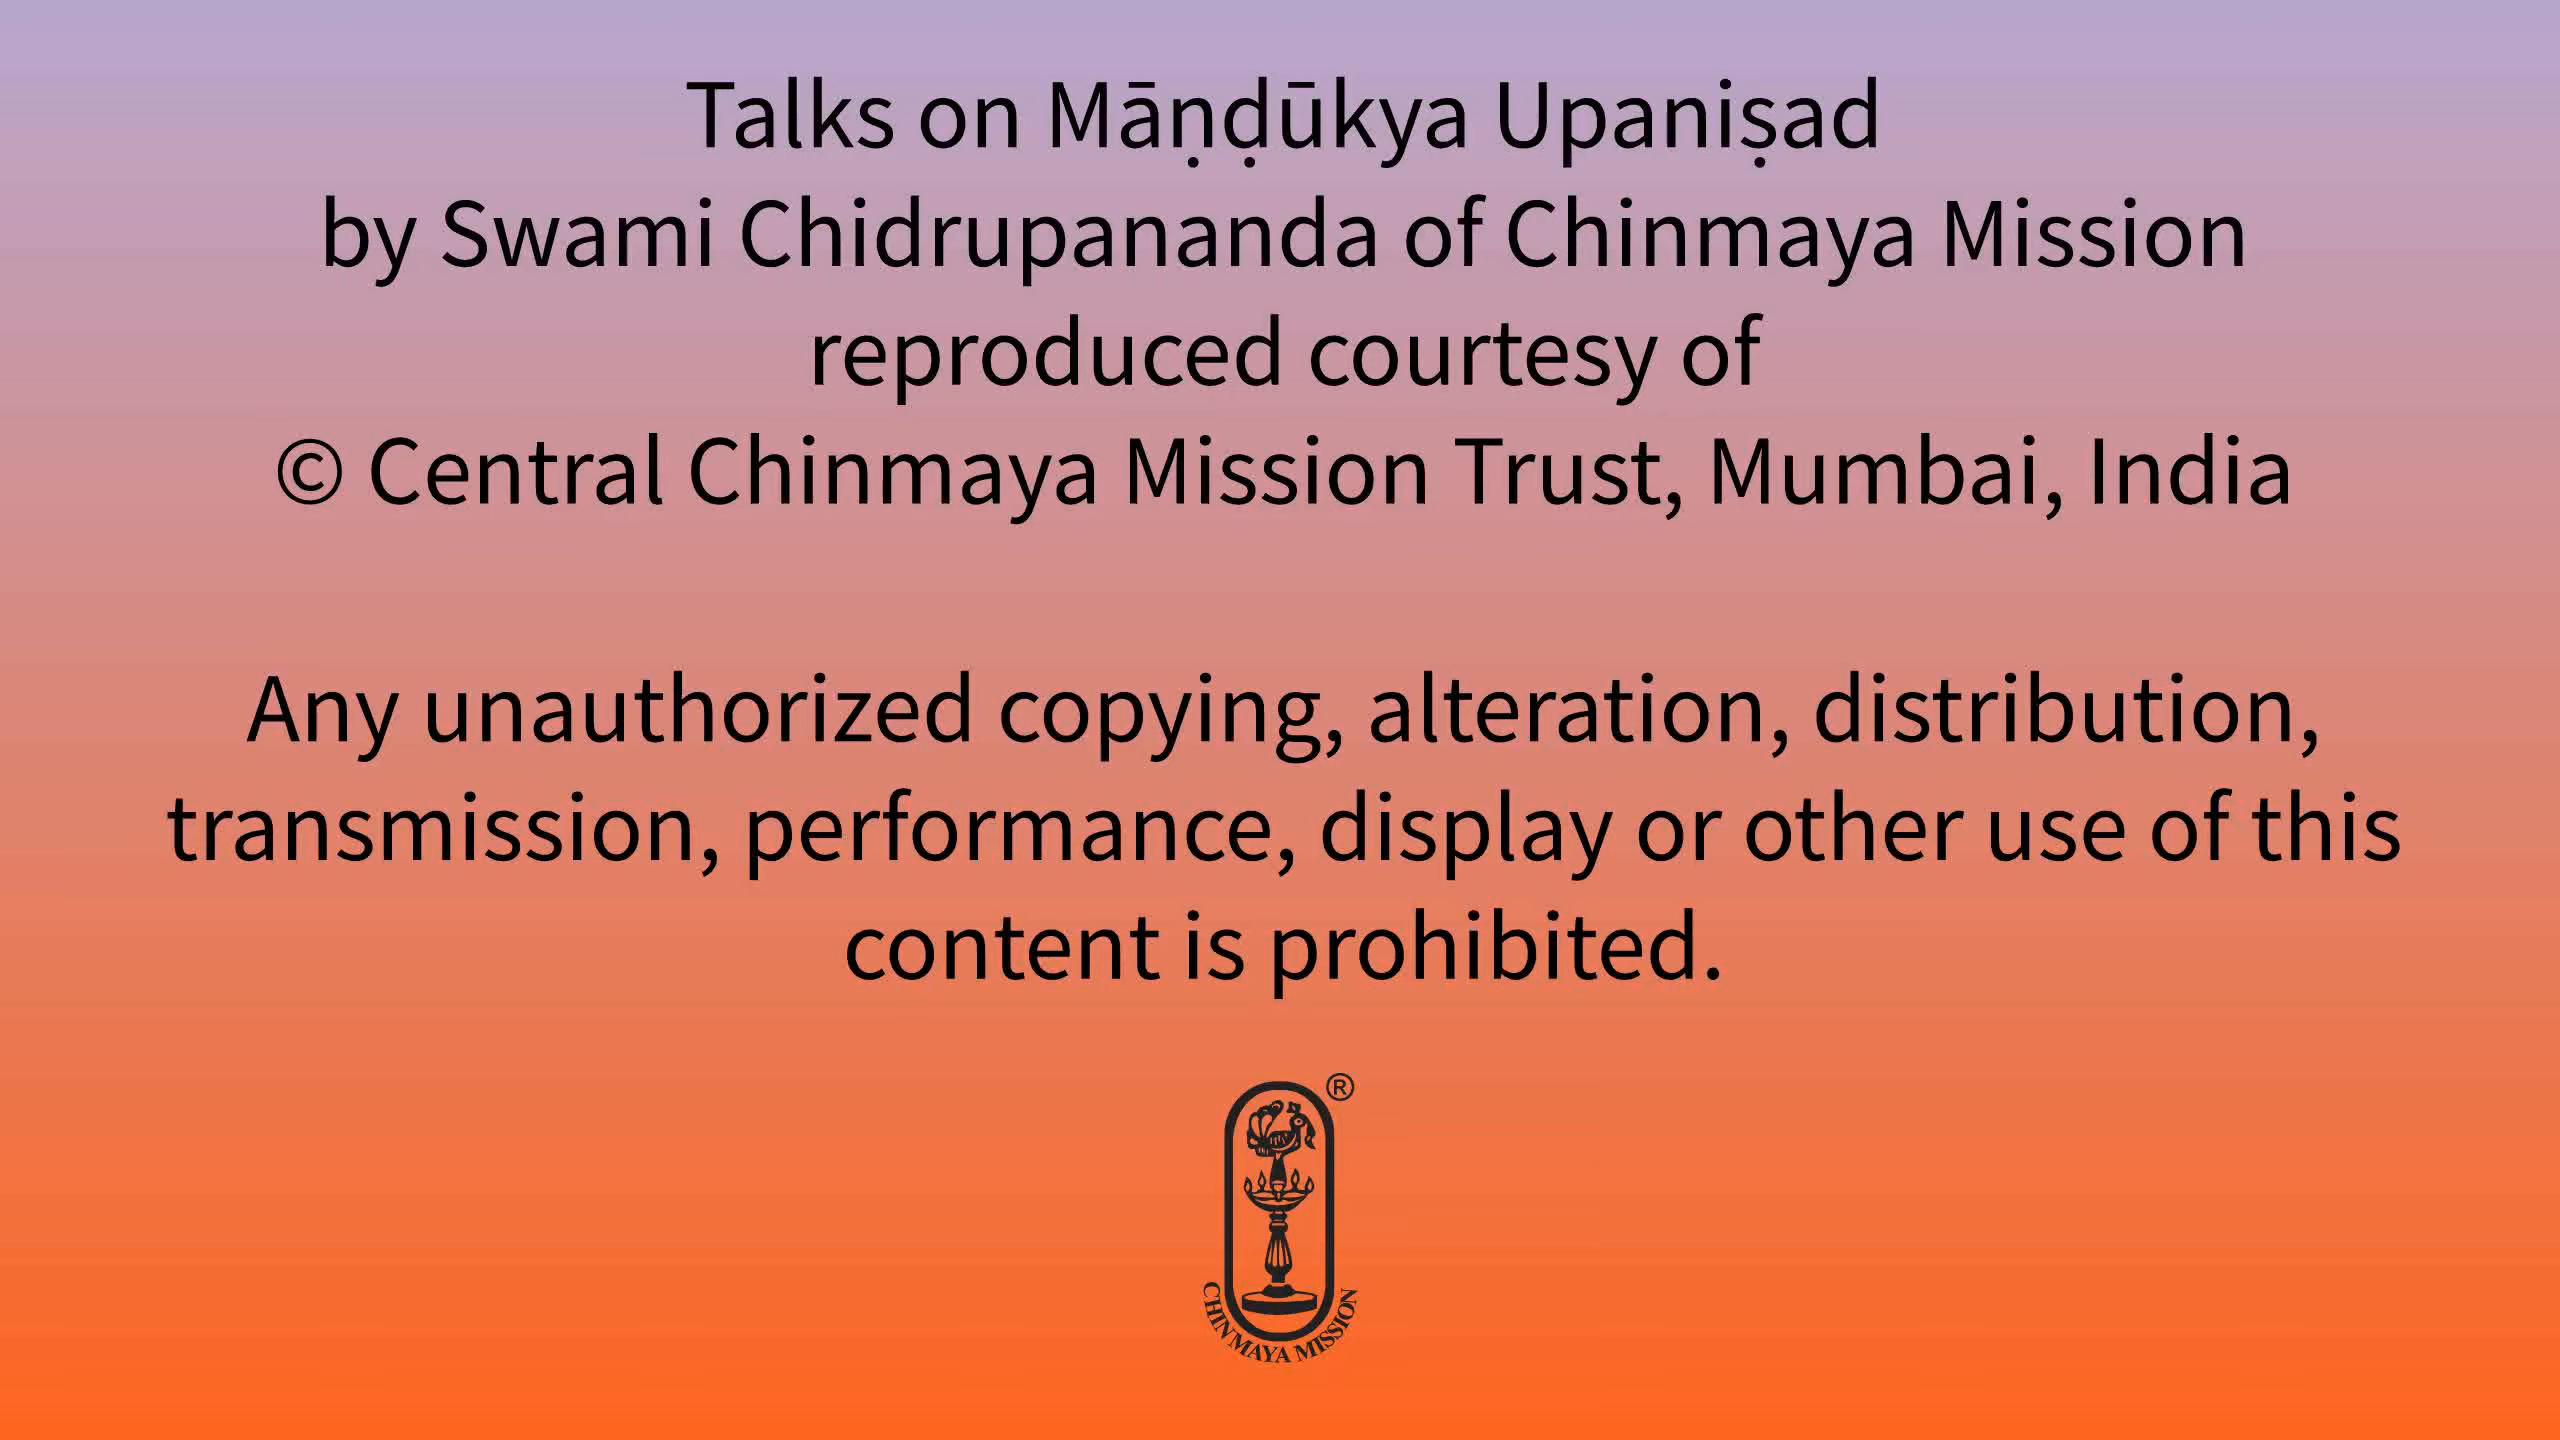 Talks on Māṇḍūkya Upaniṣad
by Swami Chidrupananda of Chinmaya Mission
reproduced courtesy of
© Central Chinmaya Mission Trust, Mumbai, India
Any unauthorized copying, alteration, distribution,
transmission, performance, display or other use of this
content is prohibited.
®
CHINMAYA MISSION